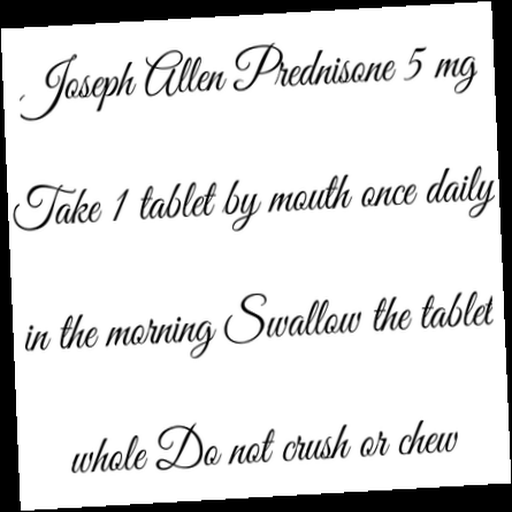 Joseph Allen Prednisone 5 mg
Take 1 tablet by mouth once daily
in the morning Swallow the tablet
whole Do not crush or chew